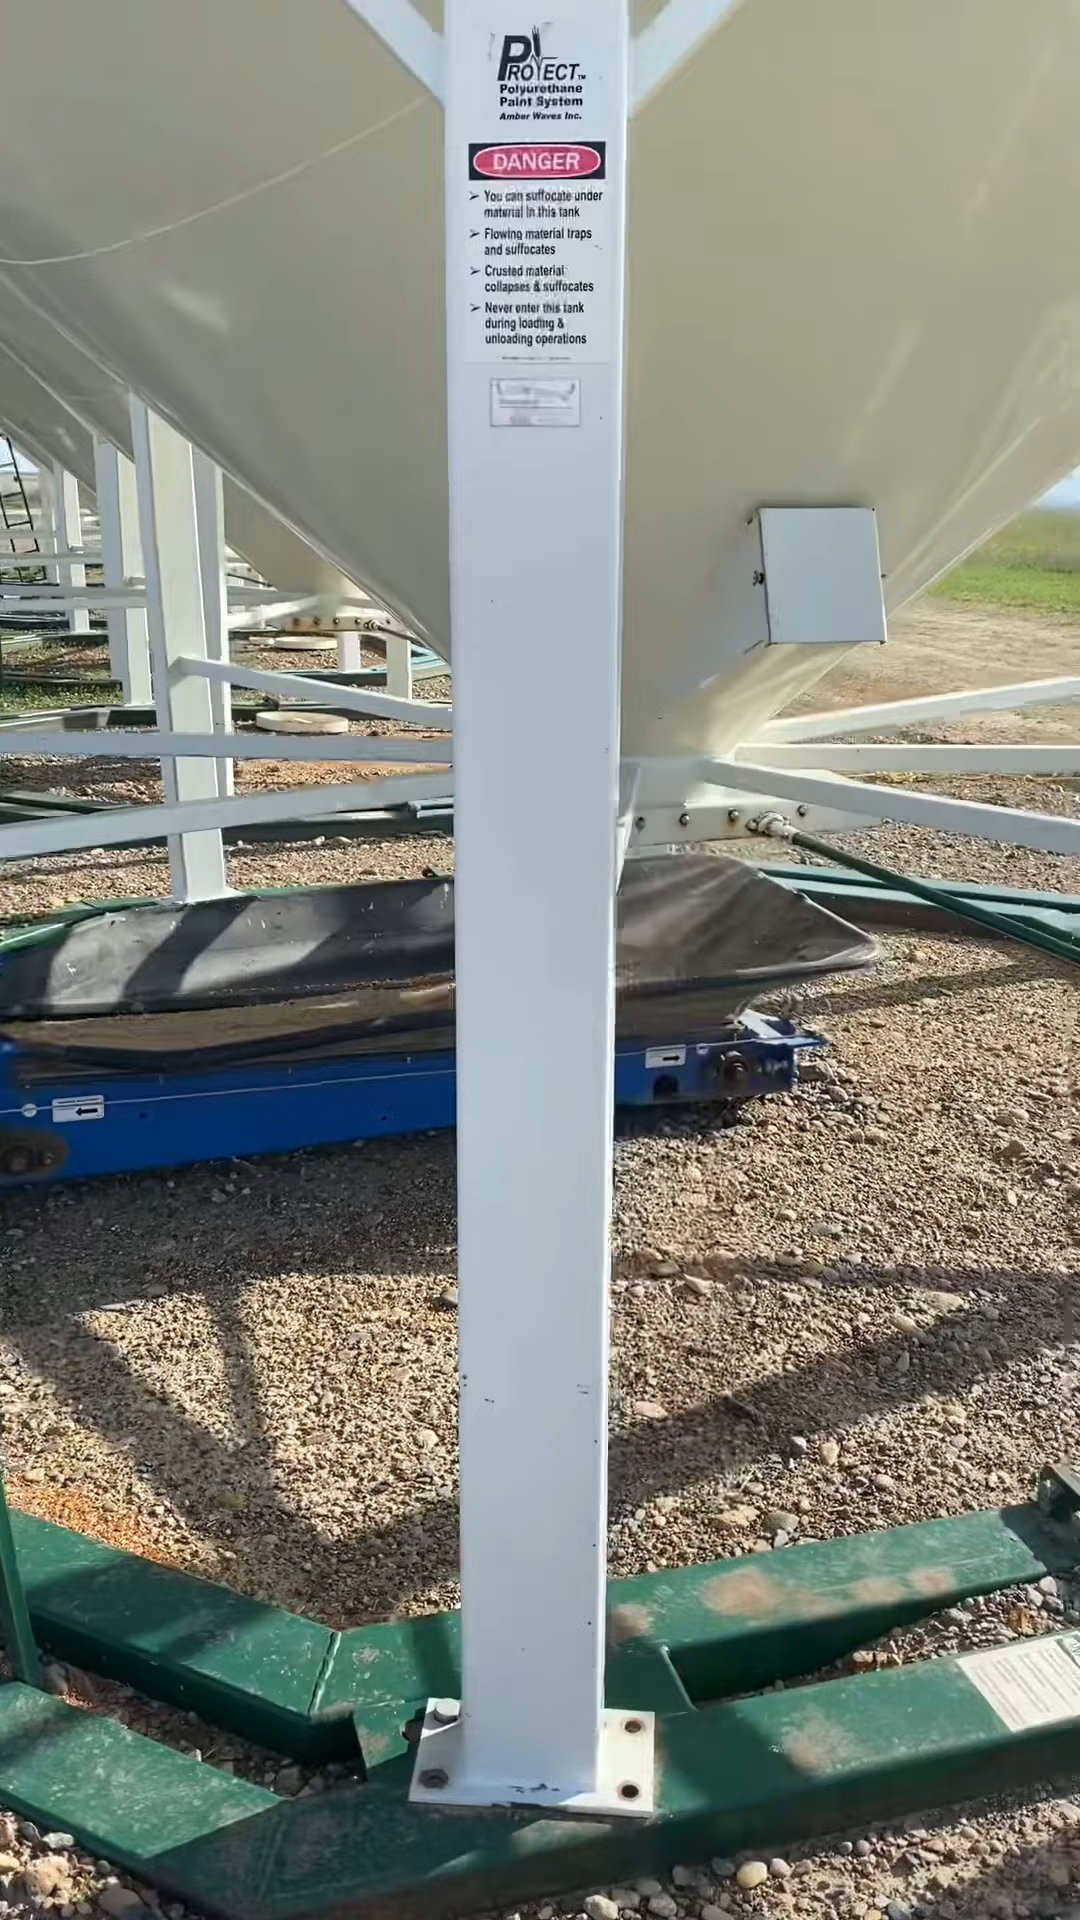 PROTECT™
Polyurethane
Paint System
Amber Waves Inc.
DANGER
➢ You can suffocate under
material in this tank
➢ Flowing material traps
and suffocates
➢ Crusted material
collapses & suffocates
➢ Never enter this tank
during loading &
unloading operations